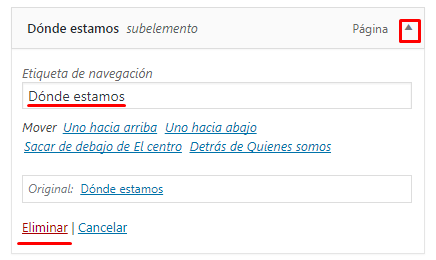 Dónde estamos subelemento Página
Etiqueta de navegación
Dónde estamos
Mover Uno hacia arriba Uno hacia abajo
Sacar de debajo de El centro Detrás de Quienes somos
Original: Dónde estamos
Eliminar | Cancelar